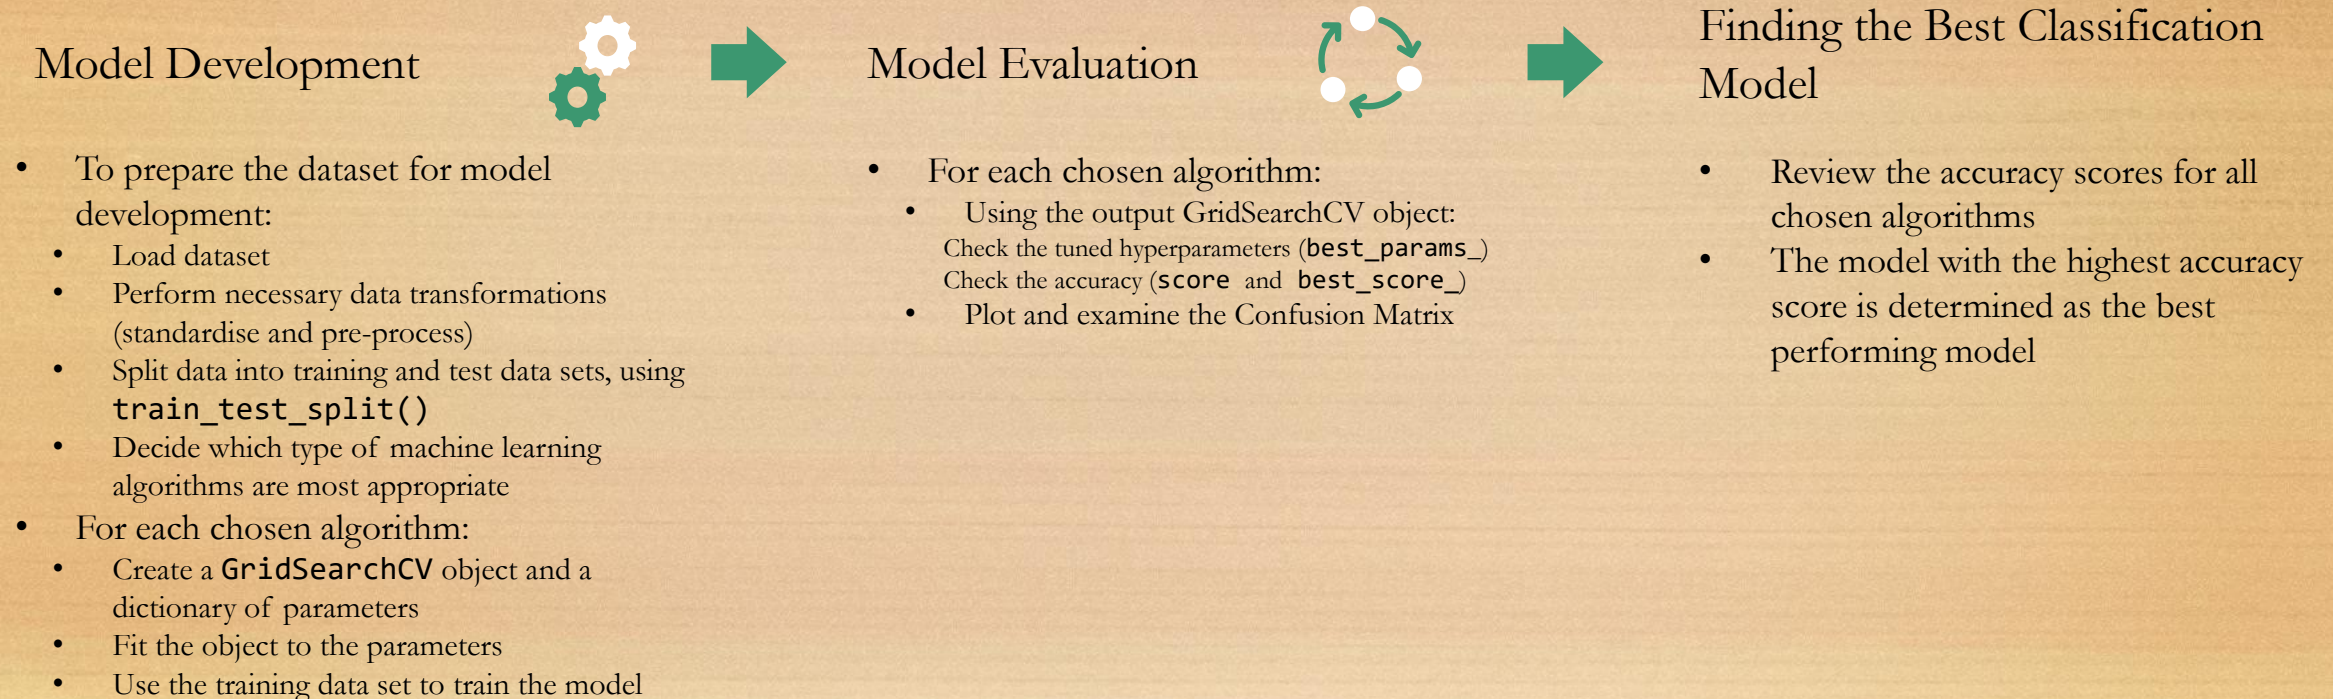 Model Development
• To prepare the dataset for model
development:
• Load dataset
• Perform necessary data transformations
(standardise and pre-process)
• Split data into training and test data sets, using
train_test_split()
• Decide which type of machine learning
algorithms are most appropriate
• For each chosen algorithm:
• Create a GridSearchCV object and a
dictionary of parameters
• Fit the object to the parameters
• Use the training data set to train the model
Model Evaluation
• For each chosen algorithm:
• Using the output GridSearchCV object:
Check the tuned hyperparameters (best_params_)
Check the accuracy (score and best_score_)
• Plot and examine the Confusion Matrix
Finding the Best Classification
Model
• Review the accuracy scores for all
chosen algorithms
• The model with the highest accuracy
score is determined as the best
performing model